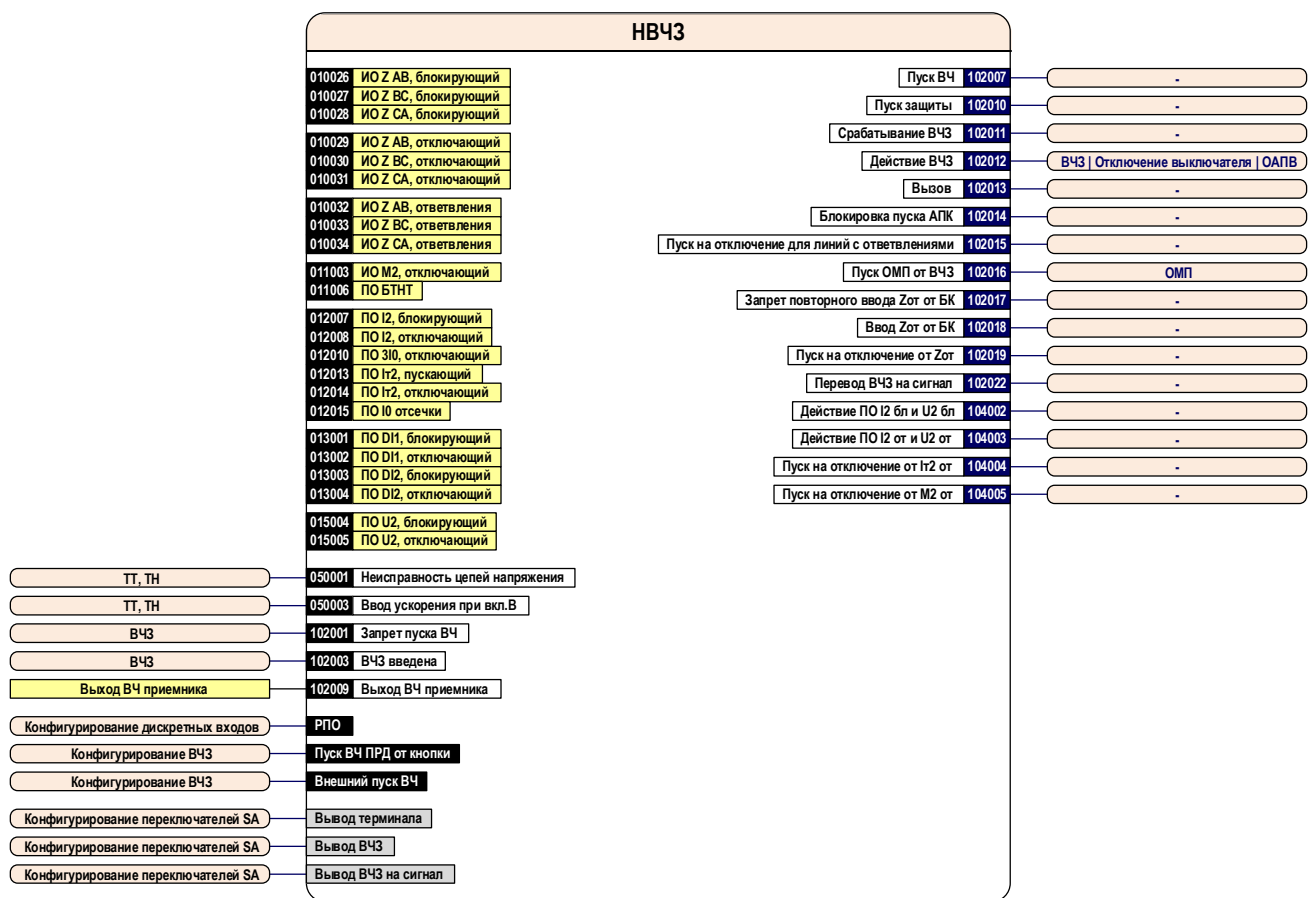 НВЧЗ
010026 ИО Z АВ, блокирующий
010027 ИО Z ВС, блокирующий
010028 ИО Z СА, блокирующий
010029 ИО Z АВ, отключающий
010030 ИО Z ВС, отключающий
010031 ИО Z СА, отключающий
010032 ИО Z АВ, ответвления
010033 ИО Z ВС, ответвления
010034 ИО Z СА, ответвления
011003 ИО М2, отключающий
011006 ПО БТНТ
012007 ПО I2, блокирующий
012008 ПО I2, отключающий
012010 ПО 3I0, отключающий
012013 ПО Iт2, пускающий
012014 ПО Iт2, отключающий
012015 ПО I0 отсечки
013001 ПО DI1, блокирующий
013002 ПО DI1, отключающий
013003 ПО DI2, блокирующий
013004 ПО DI2, отключающий
015004 ПО U2, блокирующий
015005 ПО U2, отключающий
ТТ, ТН 050001 Неисправность цепей напряжения
ТТ, ТН 050003 Ввод ускорения при вкл.В
ВЧЗ 102001 Запрет пуска ВЧ
ВЧЗ 102003 ВЧЗ введена
Выход ВЧ приемника 102009 Выход ВЧ приемника
Конфигурирование дискретных входов РПО
Конфигурирование ВЧЗ Пуск ВЧ ПРД от кнопки
Конфигурирование ВЧЗ Внешний пуск ВЧ
Конфигурирование переключателей SA Вывод терминала
Конфигурирование переключателей SA Вывод ВЧЗ
Конфигурирование переключателей SA Вывод ВЧЗ на сигнал
Пуск ВЧ 102007 -
Пуск защиты 102010 -
Срабатывание ВЧЗ 102011 -
Действие ВЧЗ 102012 ВЧЗ | Отключение выключателя | ОАПВ
Вызов 102013 -
Блокировка пуска АПК 102014 -
Пуск на отключение для линий с ответвлениями 102015 -
Пуск ОМП от ВЧЗ 102016 ОМП
Запрет повторного ввода Zот от БК 102017 -
Ввод Zот от БК 102018 -
Пуск на отключение от Zот 102019 -
Перевод ВЧЗ на сигнал 102022 -
Действие ПО I2 бл и U2 бл 104002 -
Действие ПО I2 от и U2 от 104003 -
Пуск на отключение от Iт2 от 104004 -
Пуск на отключение от М2 от 104005 -